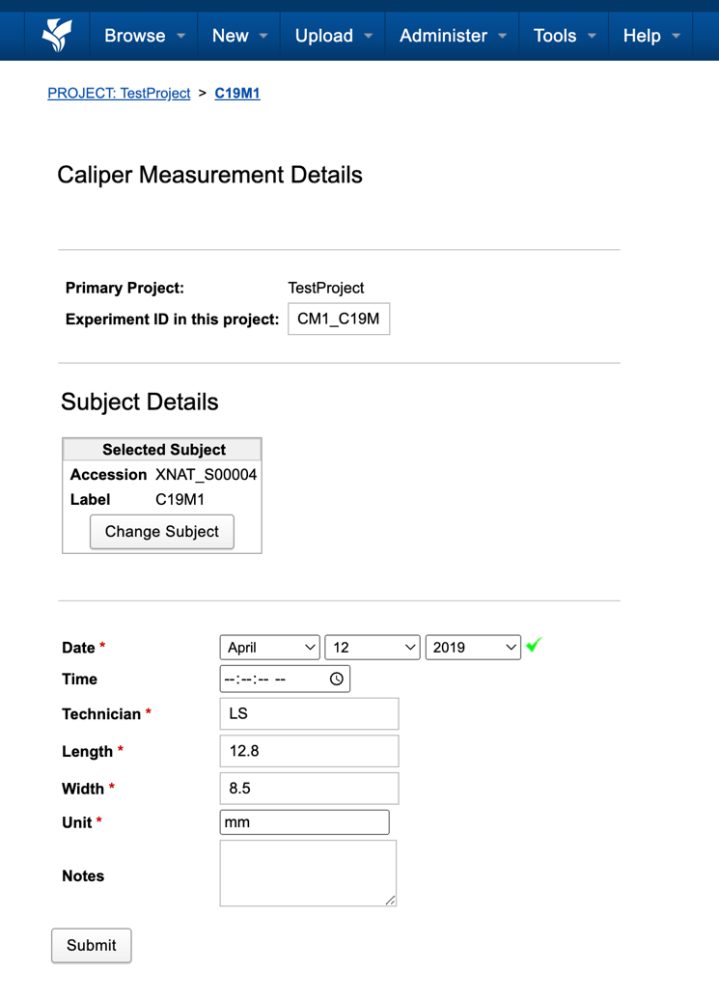 Browse New Upload Administer Tools Help
PROJECT: TestProject > C19M1
Caliper Measurement Details
Primary Project: TestProject
Experiment ID in this project: CM1_C19M
Subject Details
Selected Subject
Accession XNAT_S00004
Label C19M1
Change Subject
Date * April 12 2019
Time --:--:-- --
Technician * LS
Length * 12.8
Width * 8.5
Unit * mm
Notes
Submit